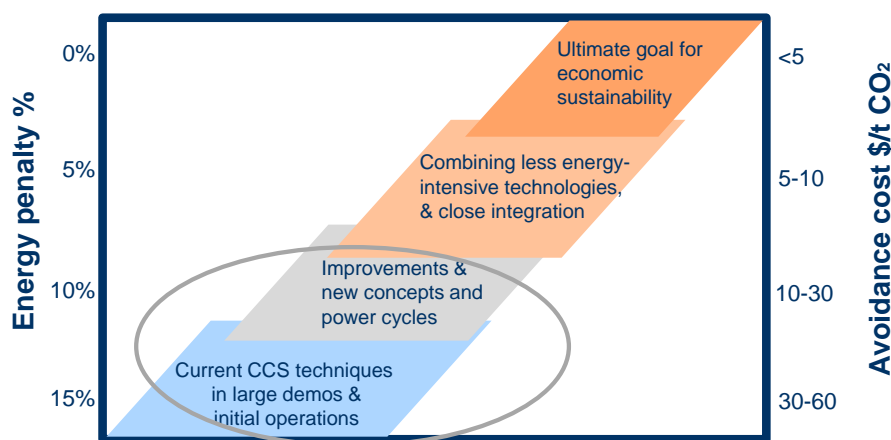 Energy penalty %
0%
5%
10%
15%
Ultimate goal for
economic
sustainability
Combining less energy-
intensive technologies,
& close integration
Improvements &
new concepts and
power cycles
Current CCS techniques
in large demos &
initial operations
<5
5-10
10-30
30-60
Avoidance cost $/t CO₂